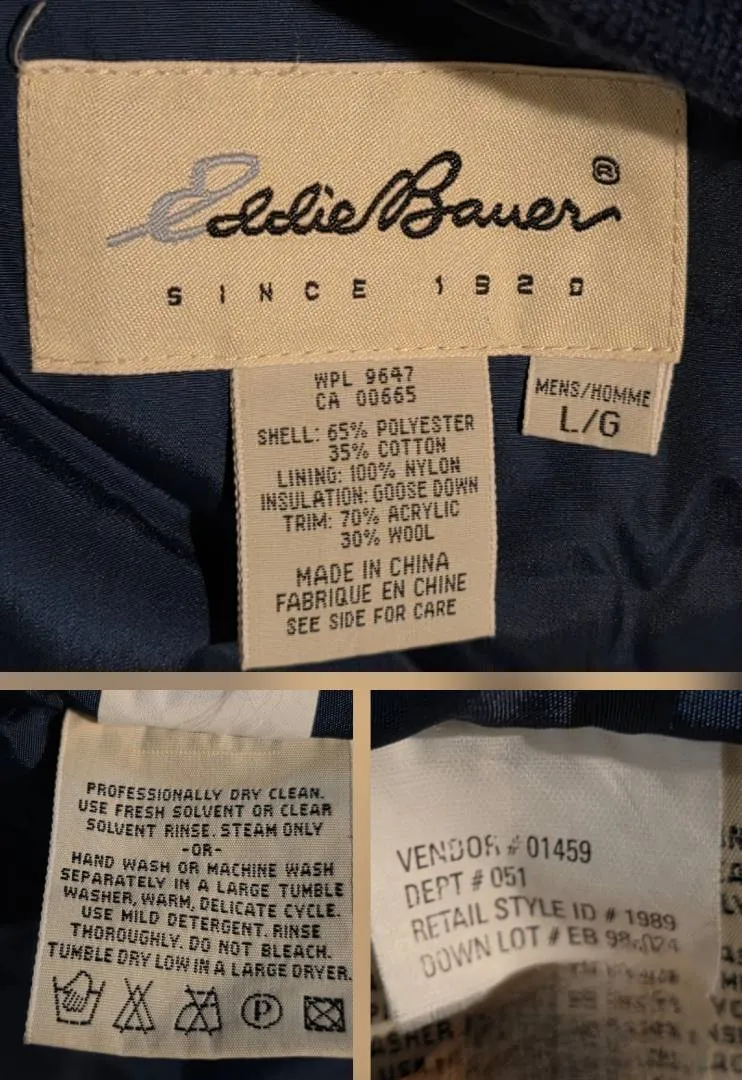 Eddie Bauer®
SINCE 1920
WPL 9647
CA 00665
SHELL: 65% POLYESTER
35% COTTON
LINING: 100% NYLON
INSULATION: GOOSE DOWN
TRIM: 70% ACRYLIC
30% WOOL
MADE IN CHINA
FABRIQUE EN CHINE
SEE SIDE FOR CARE
MENS/HOMME
L/G
PROFESSIONALLY DRY CLEAN.
USE FRESH SOLVENT OR CLEAR
SOLVENT RINSE. STEAM ONLY
-OR-
HAND WASH OR MACHINE WASH
SEPARATELY IN A LARGE TUMBLE
WASHER, WARM, DELICATE CYCLE.
USE MILD DETERGENT. RINSE
THOROUGHLY. DO NOT BLEACH.
TUMBLE DRY LOW IN A LARGE DRYER.
P
VENDOR # 01459
DEPT # 051
RETAIL STYLE ID # 1989
DOWN LOT # EB